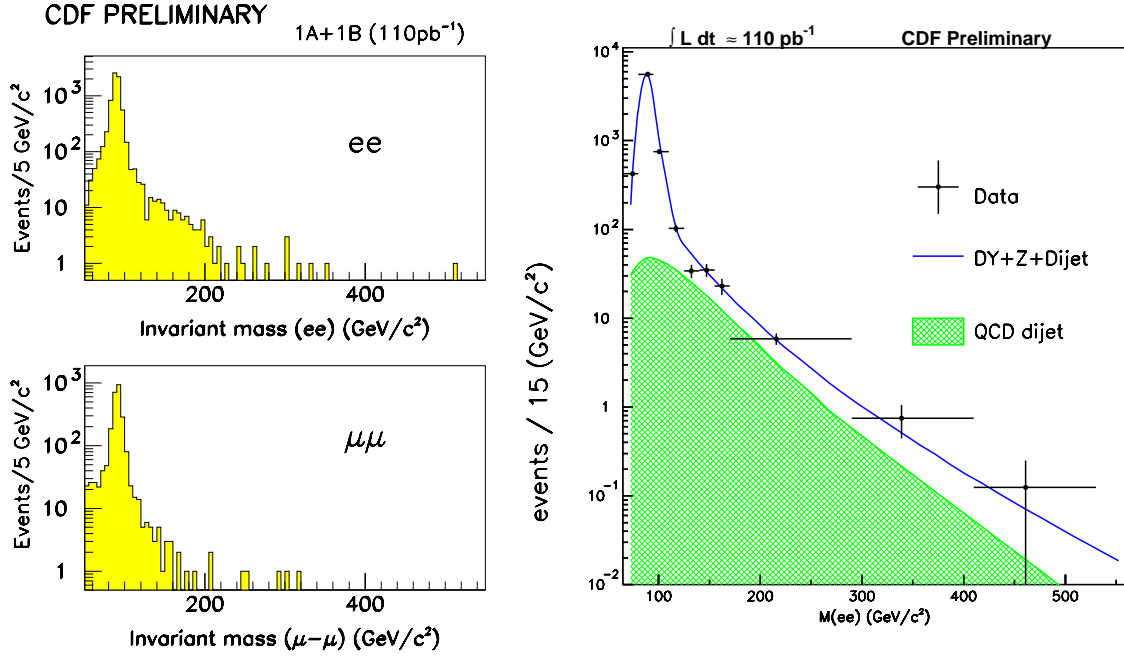 CDF PRELIMINARY
1A+1B (110pb⁻¹)
Events/5 GeV/c²
10³
10²
10
1
ee
200
400
Invariant mass (ee) (GeV/c²)
Events/5 GeV/c²
10³
10²
10
1
μμ
200
400
Invariant mass (μ−μ) (GeV/c²)
∫ L dt ≈ 110 pb⁻¹
CDF Preliminary
events / 15 (GeV/c²)
10⁴
10³
10²
10
1
10⁻¹
10⁻²
Data
DY+Z+Dijet
QCD dijet
100
200
300
400
500
M(ee) (GeV/c²)